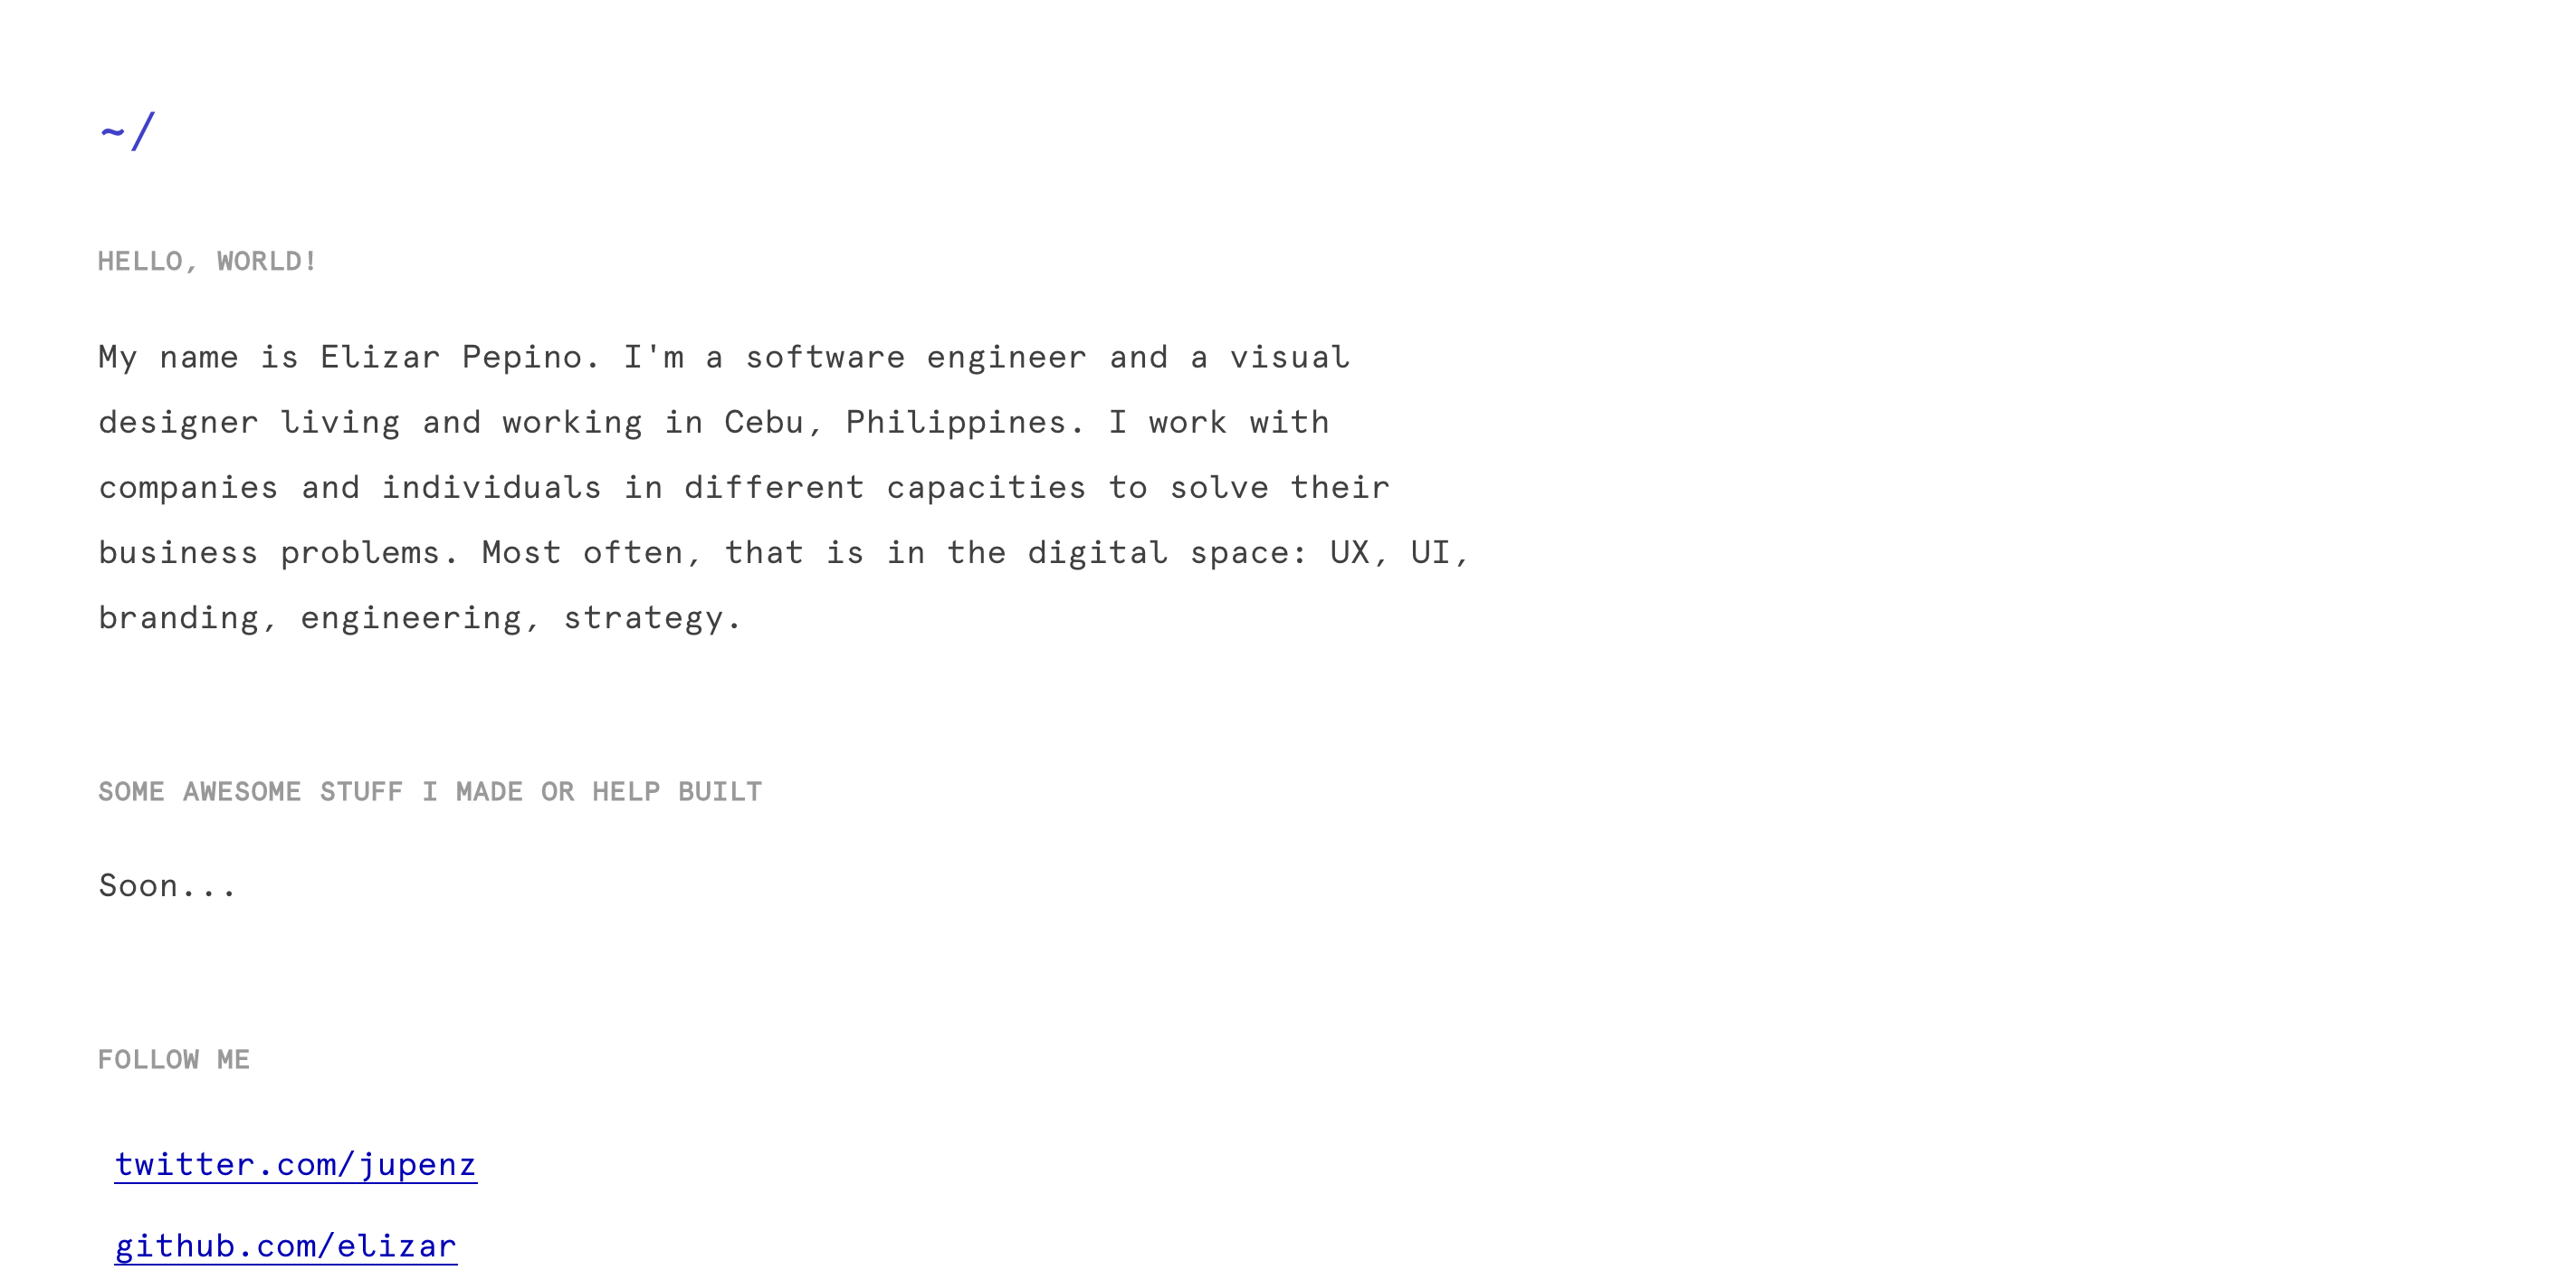 ~/
HELLO, WORLD!
My name is Elizar Pepino. I'm a software engineer and a visual
designer living and working in Cebu, Philippines. I work with
companies and individuals in different capacities to solve their
business problems. Most often, that is in the digital space: UX, UI,
branding, engineering, strategy.
SOME AWESOME STUFF I MADE OR HELP BUILT
Soon...
FOLLOW ME
twitter.com/jupenz
github.com/elizar